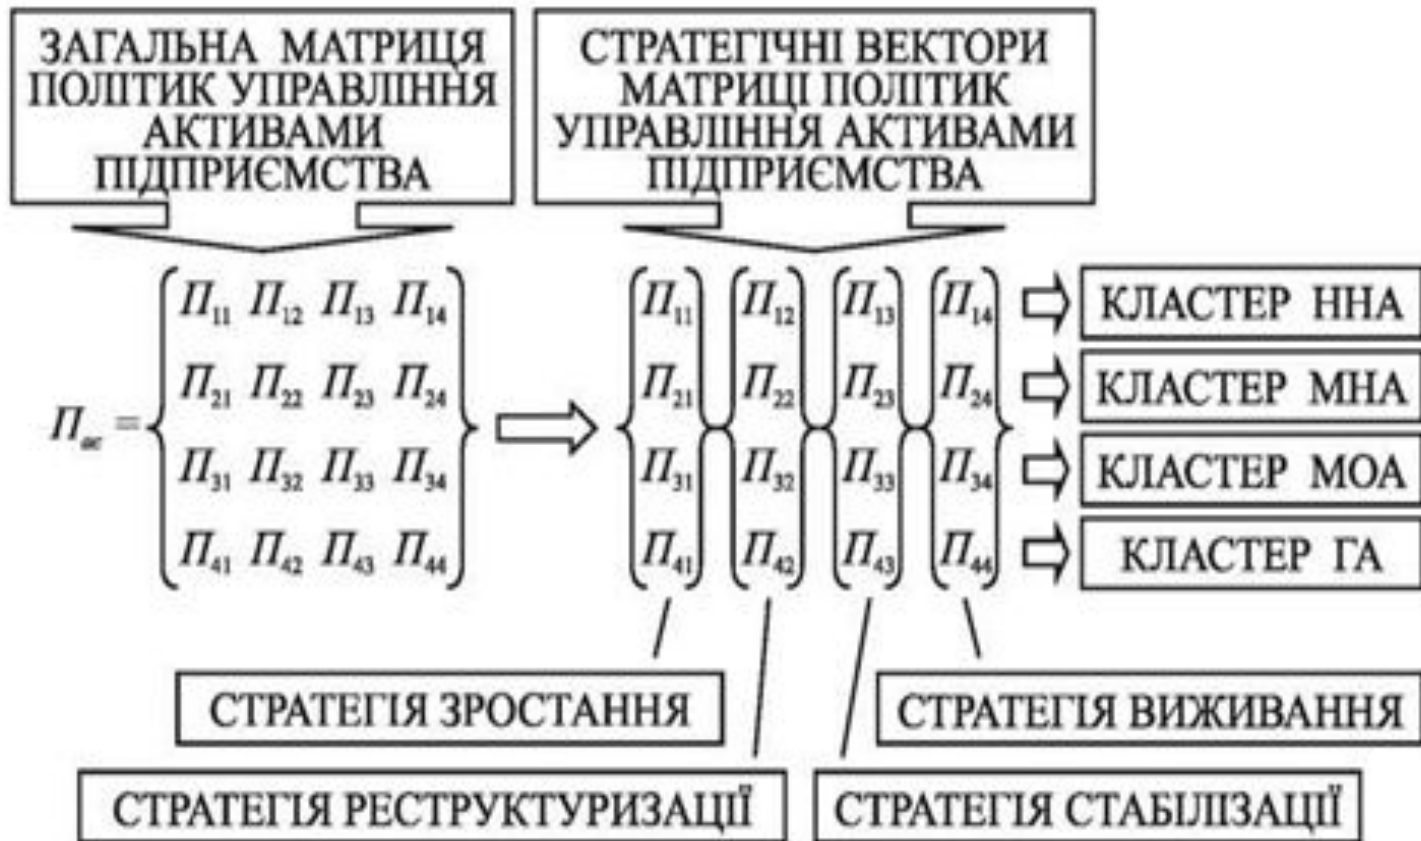 ЗАГАЛЬНА МАТРИЦЯ
ПОЛІТИК УПРАВЛІННЯ
АКТИВАМИ
ПІДПРИЄМСТВА
СТРАТЕГІЧНІ ВЕКТОРИ
МАТРИЦІ ПОЛІТИК
УПРАВЛІННЯ АКТИВАМИ
ПІДПРИЄМСТВА
П₁₁ П₁₂ П₁₃ П₁₄ П₁₁ П₁₂ П₁₃ П₁₄ КЛАСТЕР ННА
П₂₁ П₂₂ П₂₃ П₂₄ П₂₁ П₂₂ П₂₃ П₂₄ КЛАСТЕР МНА
П =
П₃₁ П₃₂ П₃₃ П₃₄ П₃₁ П₃₂ П₃₃ П₃₄ КЛАСТЕР МОА
П₄₁ П₄₂ П₄₃ П₄₄ П₄₁ П₄₂ П₄₃ П₄₄ КЛАСТЕР ГА
СТРАТЕГІЯ ЗРОСТАННЯ
СТРАТЕГІЯ ВИЖИВАННЯ
СТРАТЕГІЯ РЕСТРУКТУРИЗАЦІЇ
СТРАТЕГІЯ СТАБІЛІЗАЦІЇ